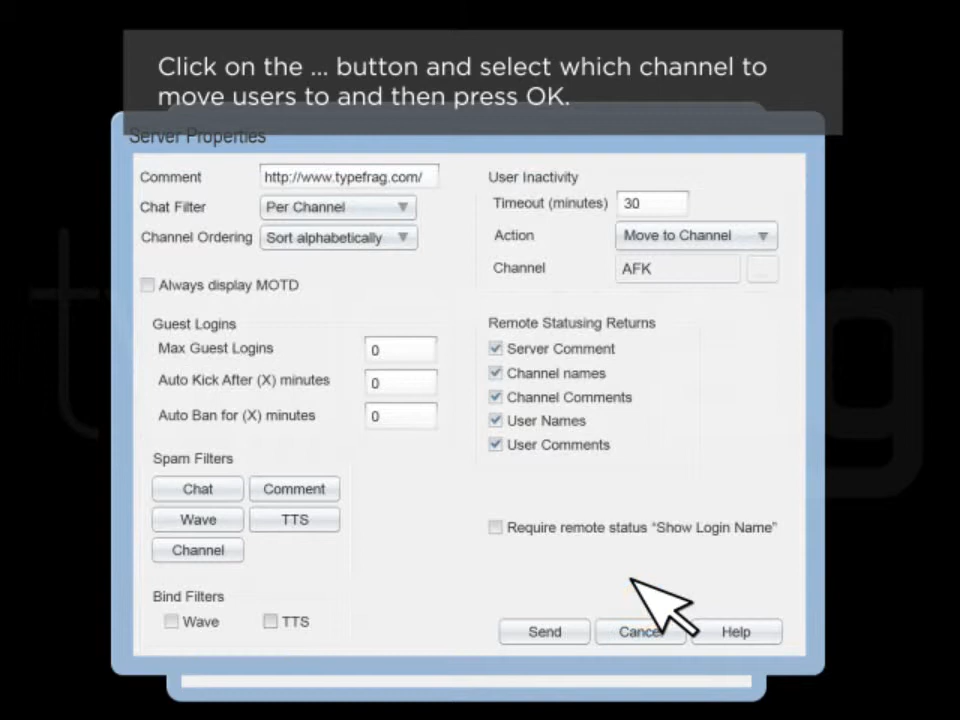 Click on the ... button and select which channel to
move users to and then press OK.
Server Properties
Comment http://www.typefrag.com/
Chat Filter Per Channel
Channel Ordering Sort alphabetically
Always display MOTD
Guest Logins
Max Guest Logins 0
Auto Kick After (X) minutes 0
Auto Ban for (X) minutes 0
Spam Filters
Chat Comment
Wave TTS
Channel
Bind Filters
Wave TTS
User Inactivity
Timeout (minutes) 30
Action Move to Channel
Channel AFK ...
Remote Statusing Returns
Server Comment
Channel names
Channel Comments
User Names
User Comments
Require remote status “Show Login Name”
Send Cancel Help